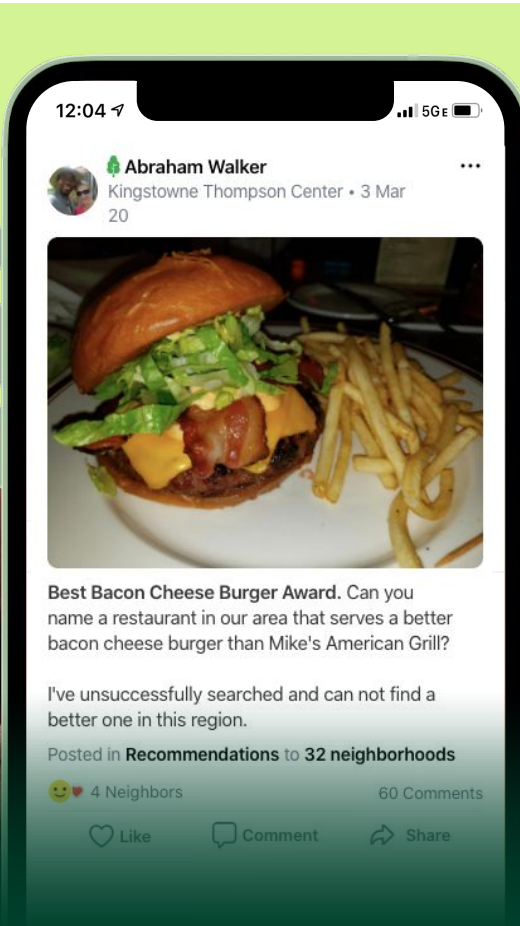 12:04
5GE
Abraham Walker
Kingstowne Thompson Center • 3 Mar
20
Best Bacon Cheese Burger Award. Can you
name a restaurant in our area that serves a better
bacon cheese burger than Mike's American Grill?
I've unsuccessfully searched and can not find a
better one in this region.
Posted in Recommendations to 32 neighborhoods
4 Neighbors
60 Comments
Like
Comment
Share